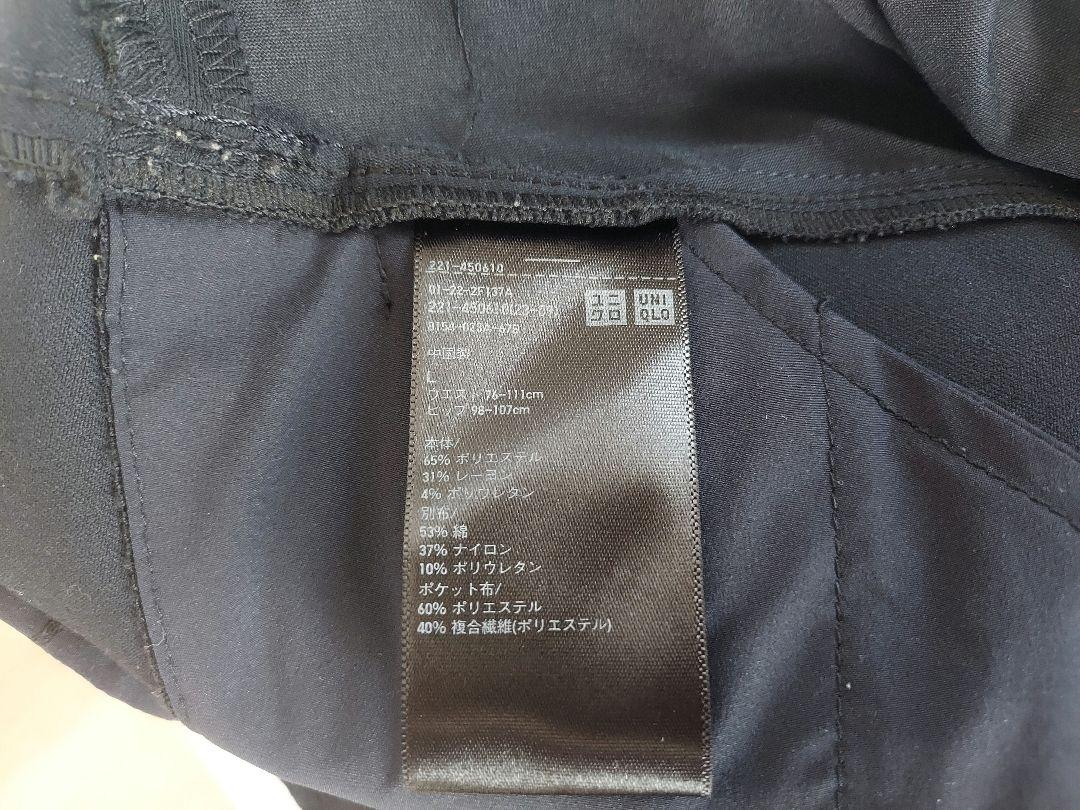 221-450610
01-22-2F137A
221-450610(22-09)
ユニ
クロ
UNI
QLO
中国製
L
ウエスト 76-111cm
ヒップ 98-107cm
本体/
65% ポリエステル
31% レーヨン
4% ポリウレタン
別布/
53% 綿
37% ナイロン
10% ポリウレタン
ポケット布/
60% ポリエステル
40% 複合繊維(ポリエステル)